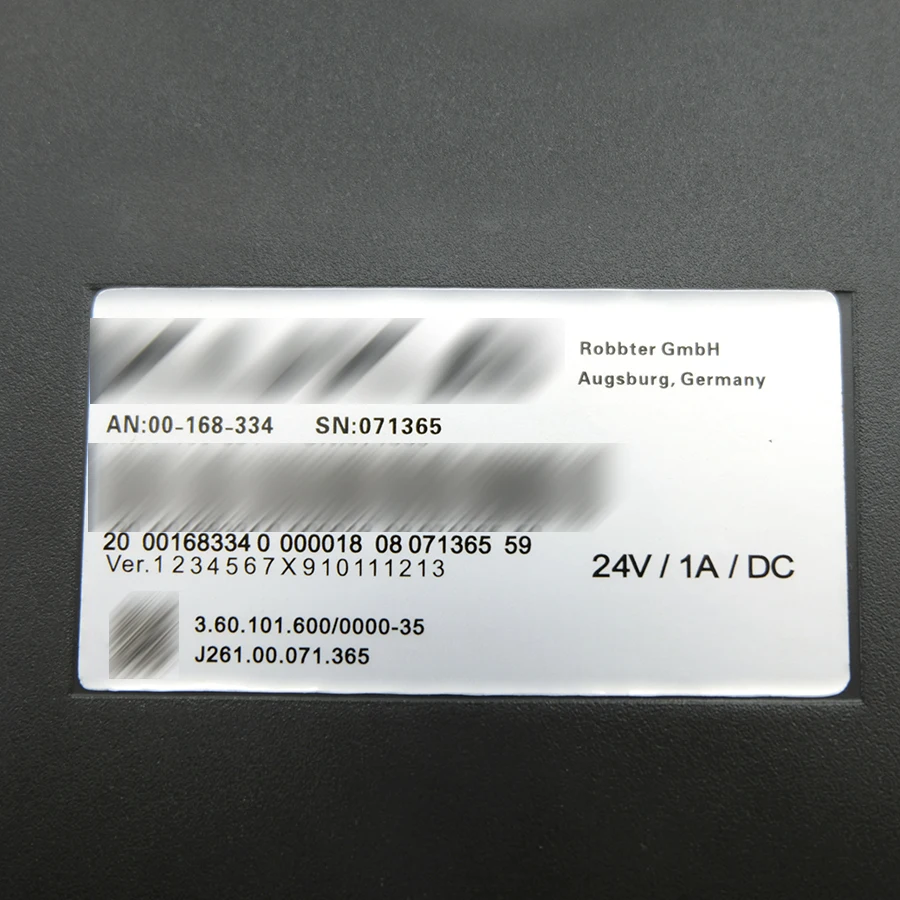 Robbter GmbH
Augsburg, Germany
AN:00-168-334 SN:071365
20 00168334 0 000018 08 071365 59
Ver.1 2 3 4 5 6 7 X 9 10 11 12 13
24V / 1A / DC
3.60.101.600/0000-35
J261.00.071.365